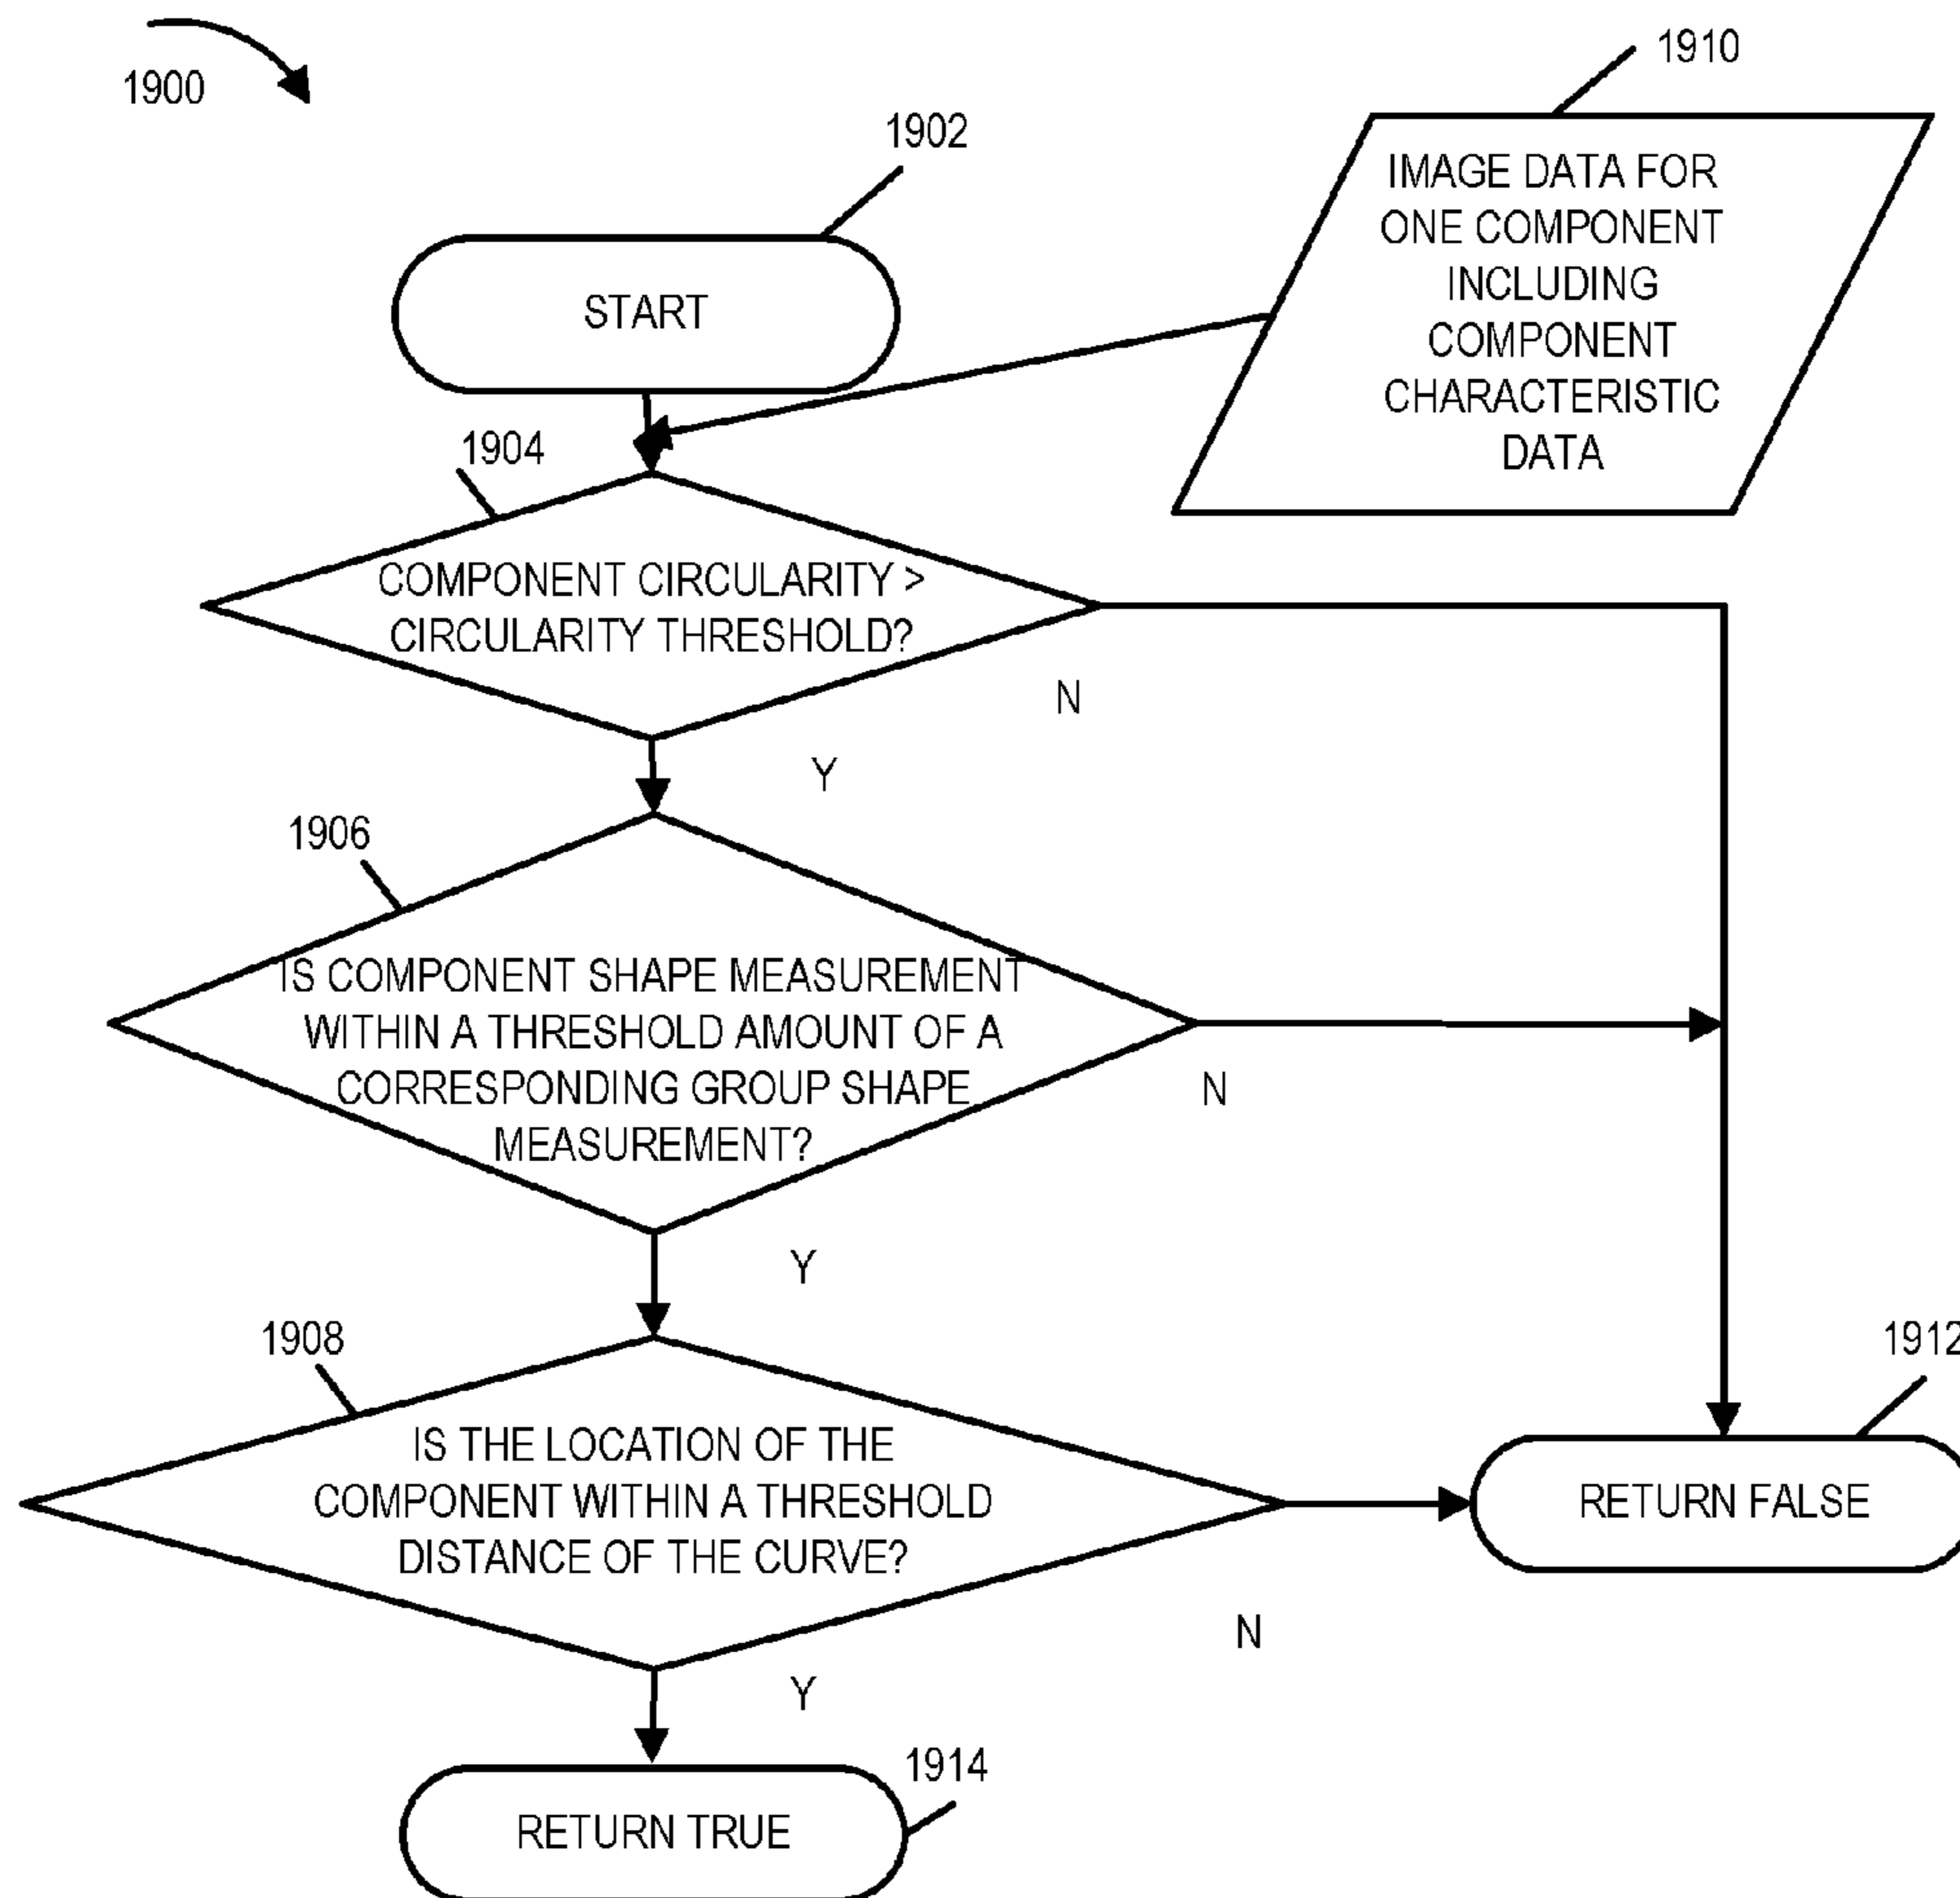 1900
1902
START
1910
IMAGE DATA FOR
ONE COMPONENT
INCLUDING
COMPONENT
CHARACTERISTIC
DATA
1904
COMPONENT CIRCULARITY >
CIRCULARITY THRESHOLD?
N
Y
1906
IS COMPONENT SHAPE MEASUREMENT
WITHIN A THRESHOLD AMOUNT OF A
CORRESPONDING GROUP SHAPE
MEASUREMENT?
N
Y
1908
IS THE LOCATION OF THE
COMPONENT WITHIN A THRESHOLD
DISTANCE OF THE CURVE?
N
Y
1912
RETURN FALSE
1914
RETURN TRUE